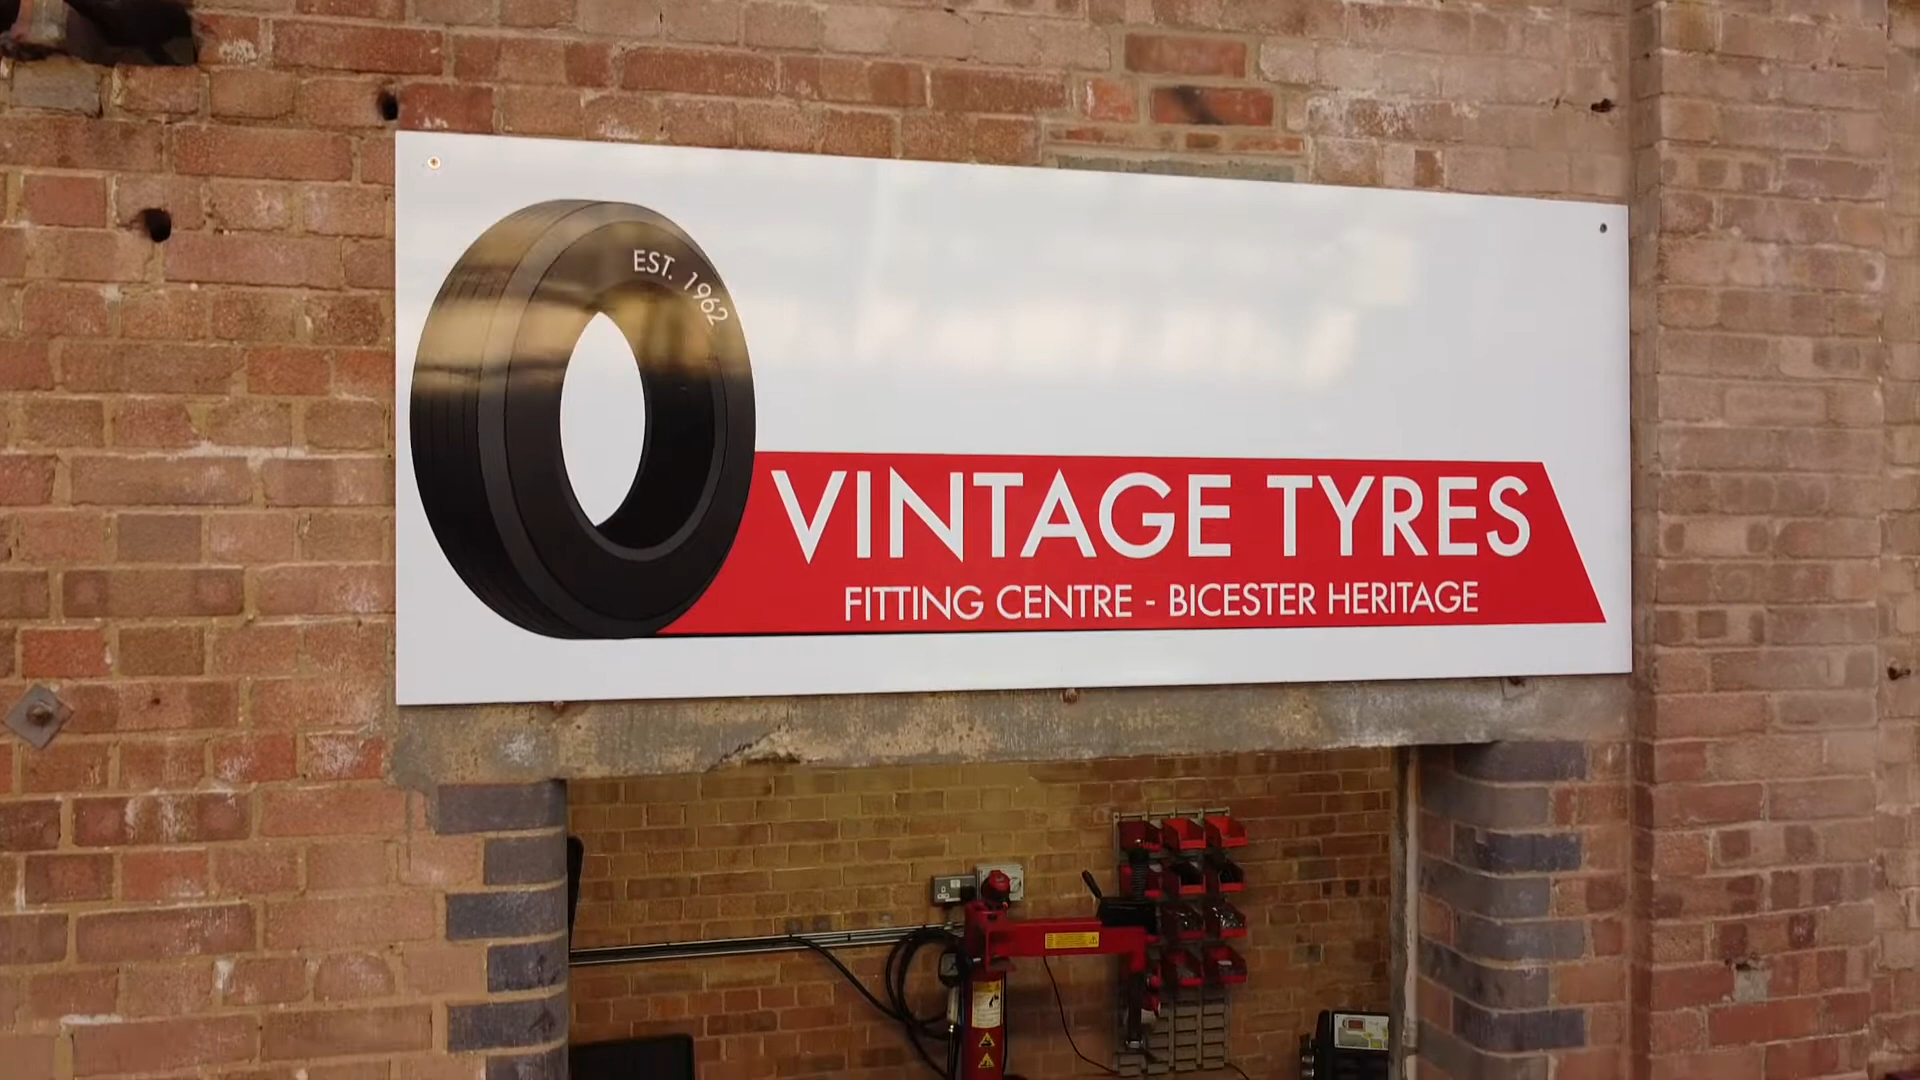 EST. 1962
VINTAGE TYRES
FITTING CENTRE - BICESTER HERITAGE